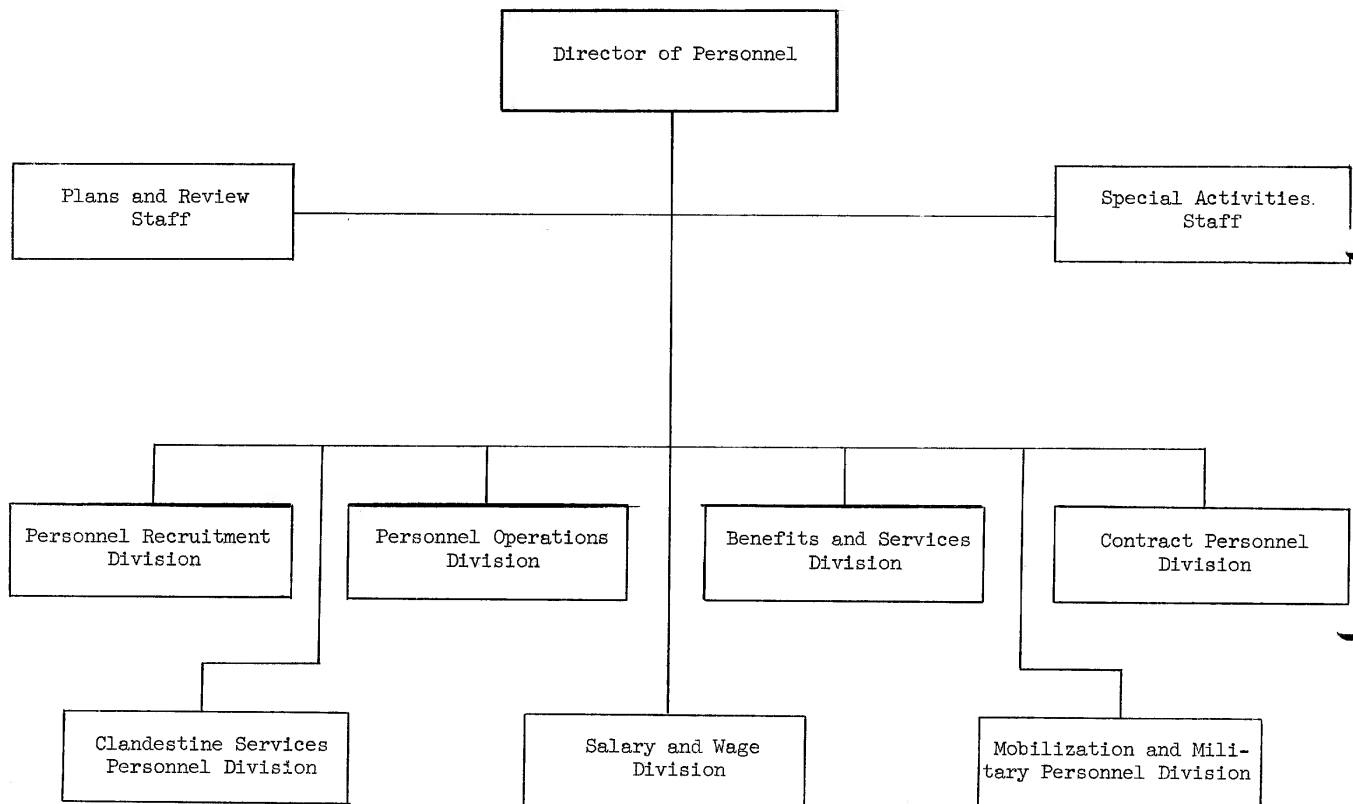 Director of Personnel
Plans and Review
Staff
Special Activities.
Staff
Personnel Recruitment
Division
Personnel Operations
Division
Benefits and Services
Division
Contract Personnel
Division
Clandestine Services
Personnel Division
Salary and Wage
Division
Mobilization and Mili-
tary Personnel Division